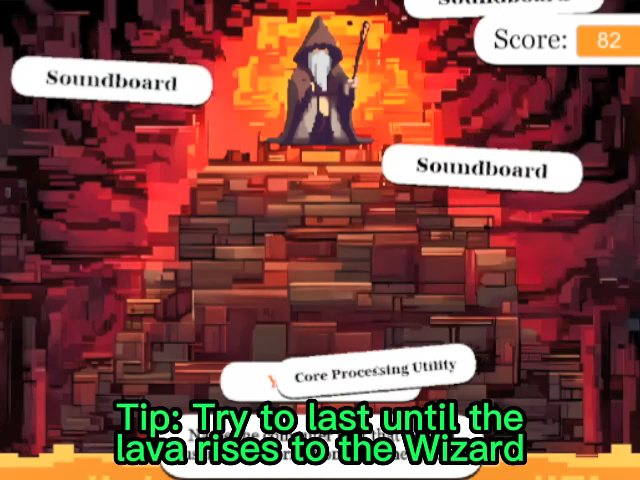 Soundboard
Score: 82
Soundboard
Soundboard
Core Processing Utility
Tip: Try to last until the
lava rises to the Wizard